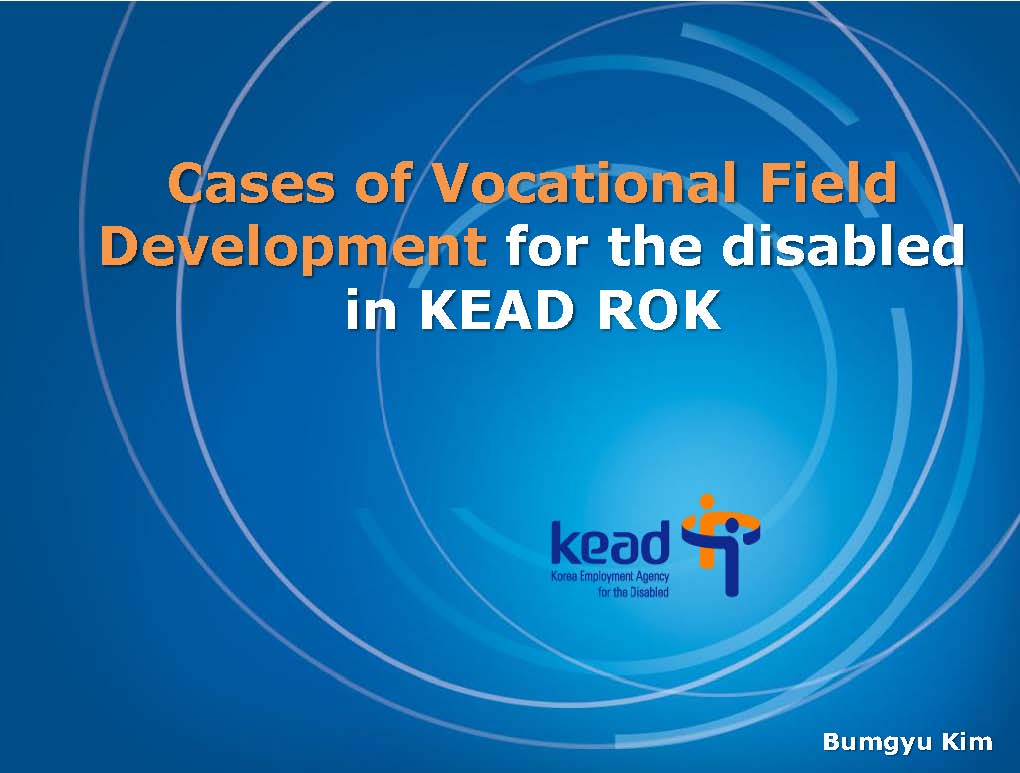 Cases of Vocational Field
Development for the disabled
in KEAD ROK
kead
Korea Employment Agency
for the Disabled
Bumgyu Kim